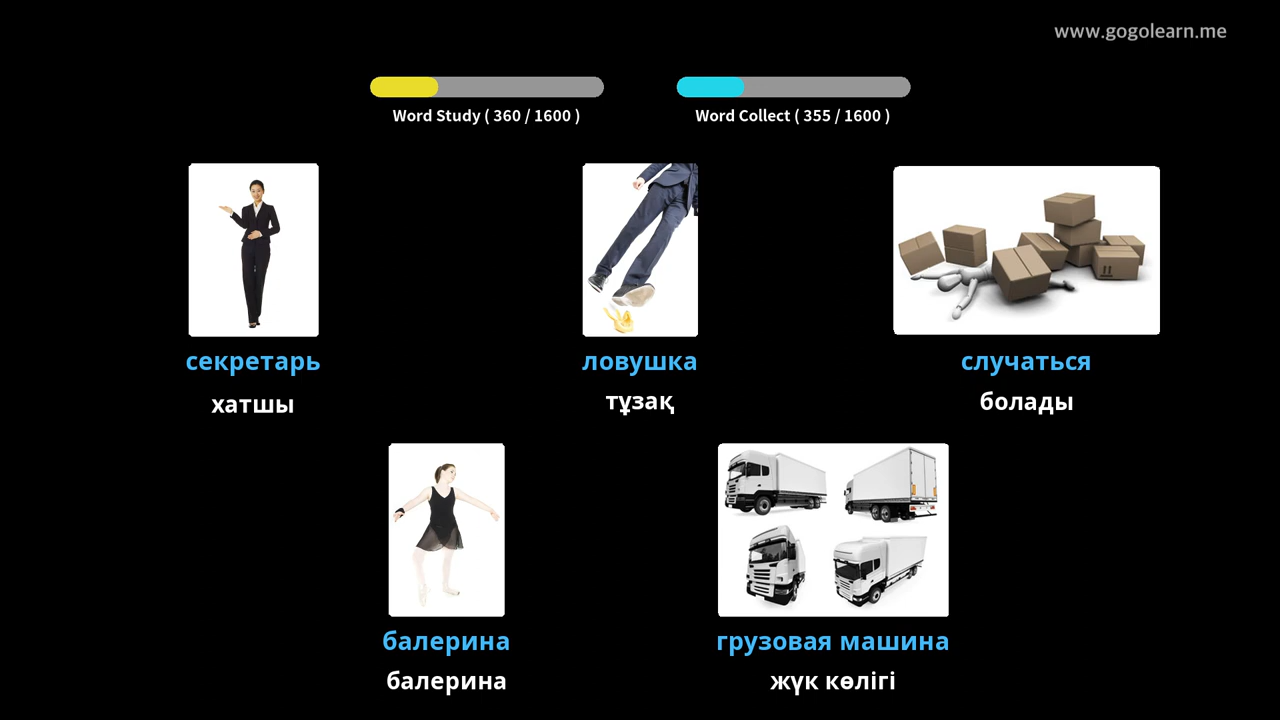 www.gogolearn.me
Word Study ( 360 / 1600 )
Word Collect ( 355 / 1600 )
секретарь
ловушка
случаться
хатшы
тұзақ
болады
балерина
грузовая машина
балерина
жүк көлігі